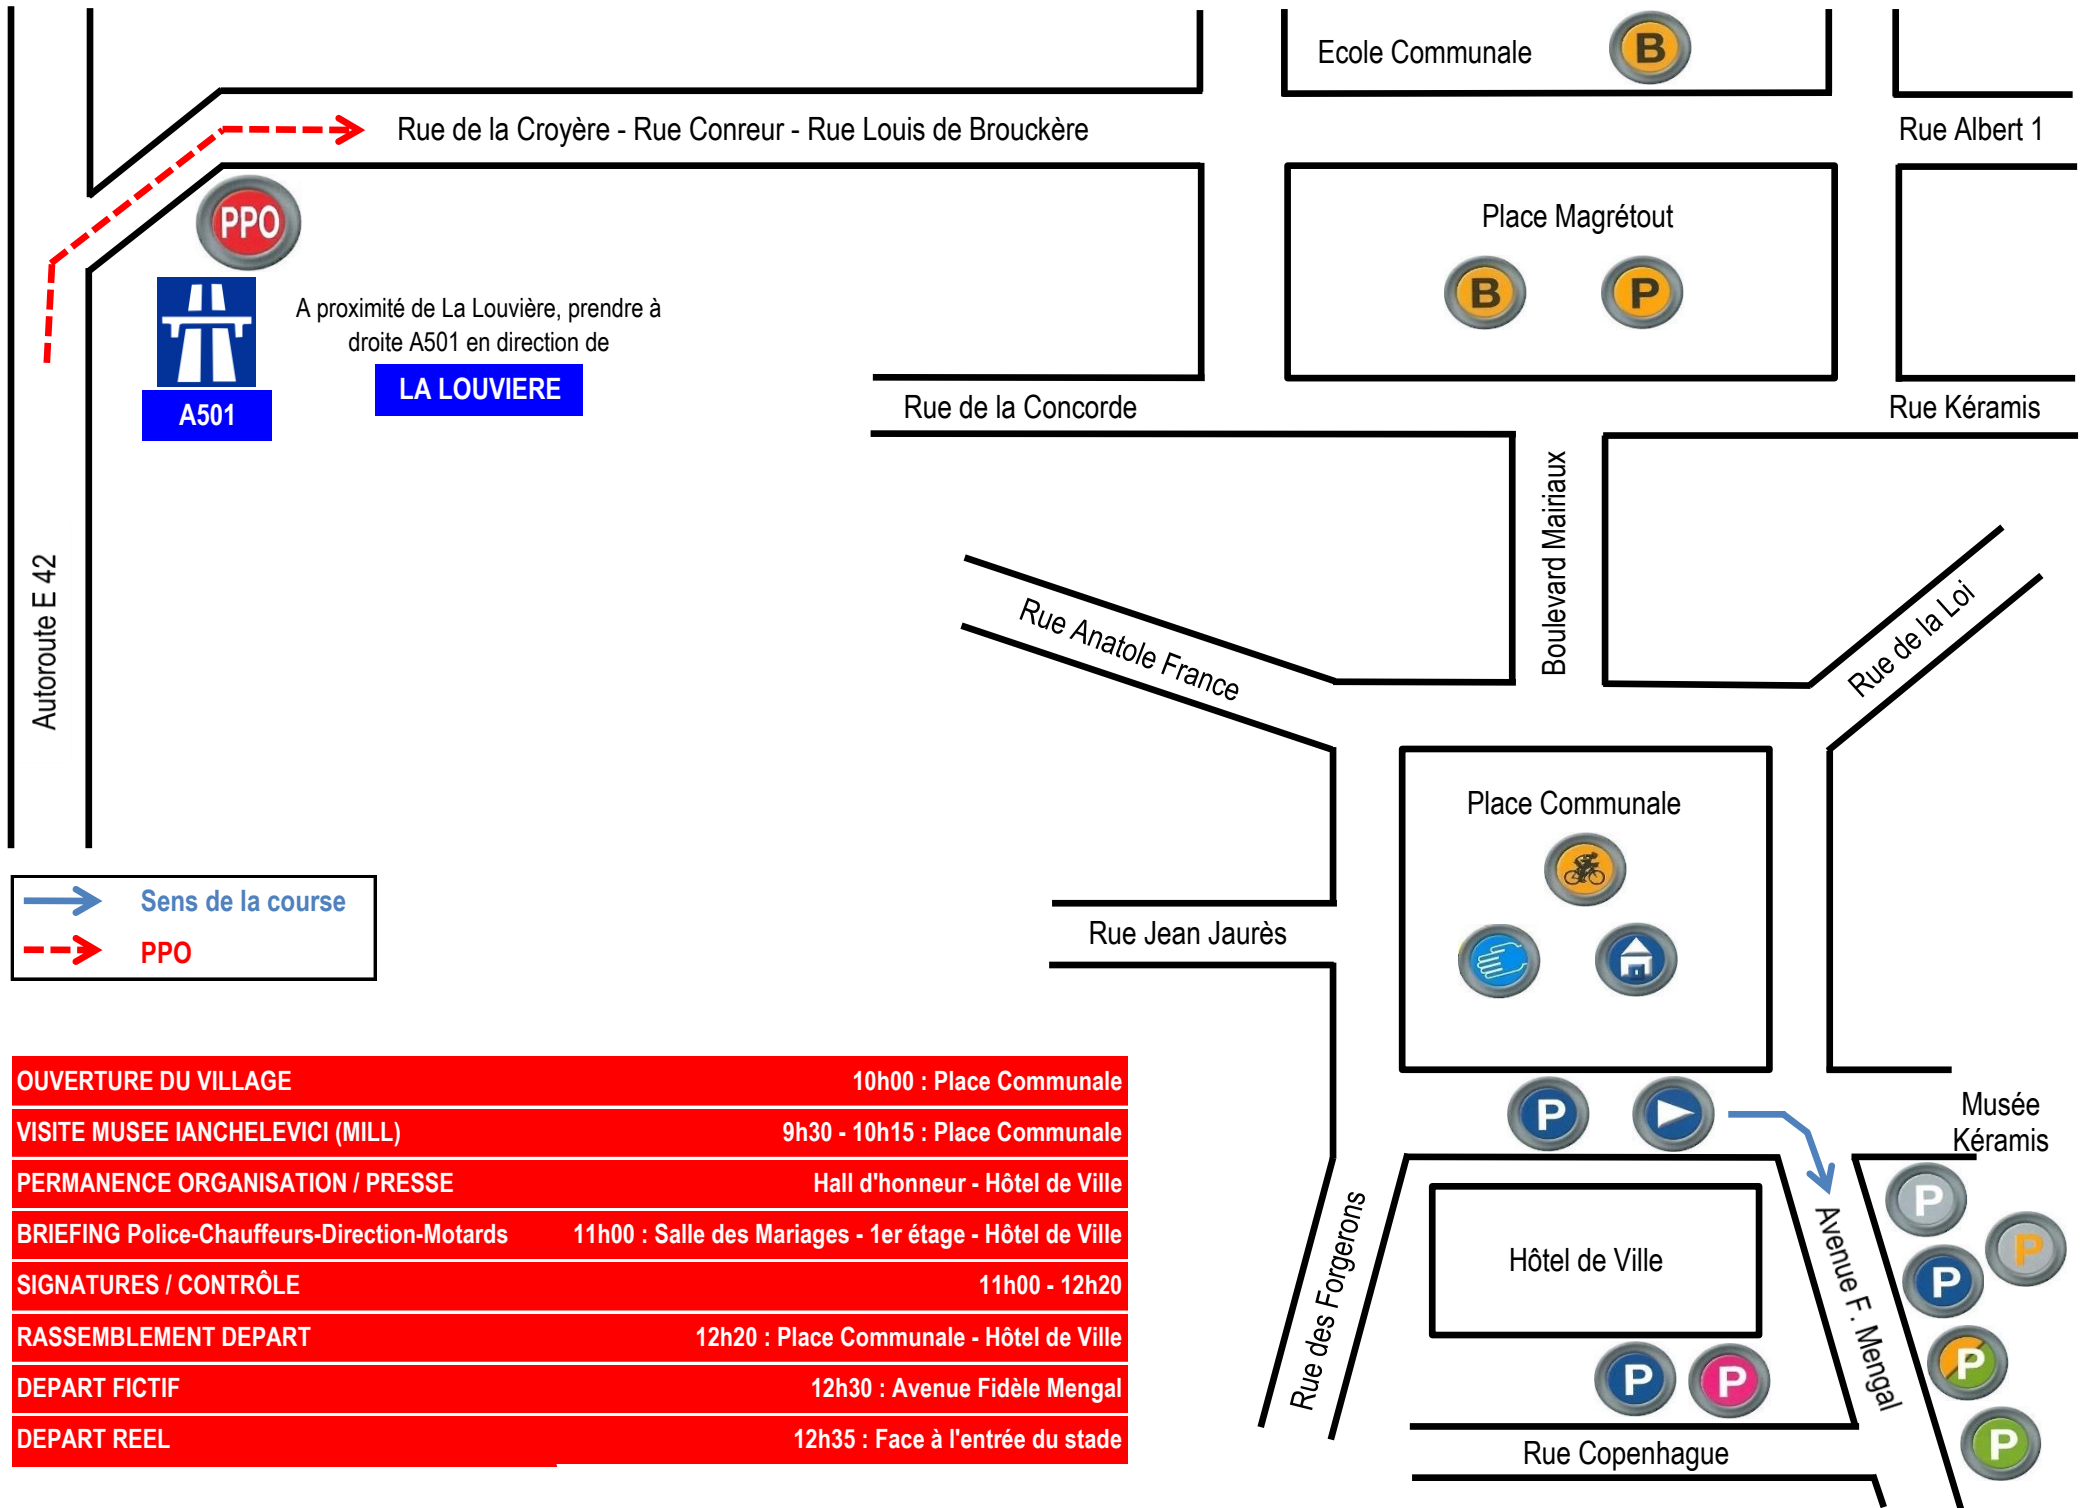 Ecole Communale
B
Rue de la Croyère - Rue Conreur - Rue Louis de Brouckère
Rue Albert 1
PPO
Place Magrétout
B
P
A proximité de La Louvière, prendre à
droite A501 en direction de
LA LOUVIERE
A501
Rue de la Concorde
Rue Kéramis
Boulevard Mairiaux
Autoroute E 42
Rue Anatole France
Rue de la Loi
Place Communale
Sens de la course
PPO
Rue Jean Jaurès
OUVERTURE DU VILLAGE 10h00 : Place Communale
VISITE MUSEE IANCHELEVICI (MILL) 9h30 - 10h15 : Place Communale
PERMANENCE ORGANISATION / PRESSE Hall d'honneur - Hôtel de Ville
BRIEFING Police-Chauffeurs-Direction-Motards 11h00 : Salle des Mariages - 1er étage - Hôtel de Ville
SIGNATURES / CONTRÔLE 11h00 - 12h20
RASSEMBLEMENT DEPART 12h20 : Place Communale - Hôtel de Ville
DEPART FICTIF 12h30 : Avenue Fidèle Mengal
DEPART REEL 12h35 : Face à l'entrée du stade
P
Musée
Kéramis
P
P
P
P
P
Rue des Forgerons
Hôtel de Ville
Avenue F. Mengal
P
P
Rue Copenhague